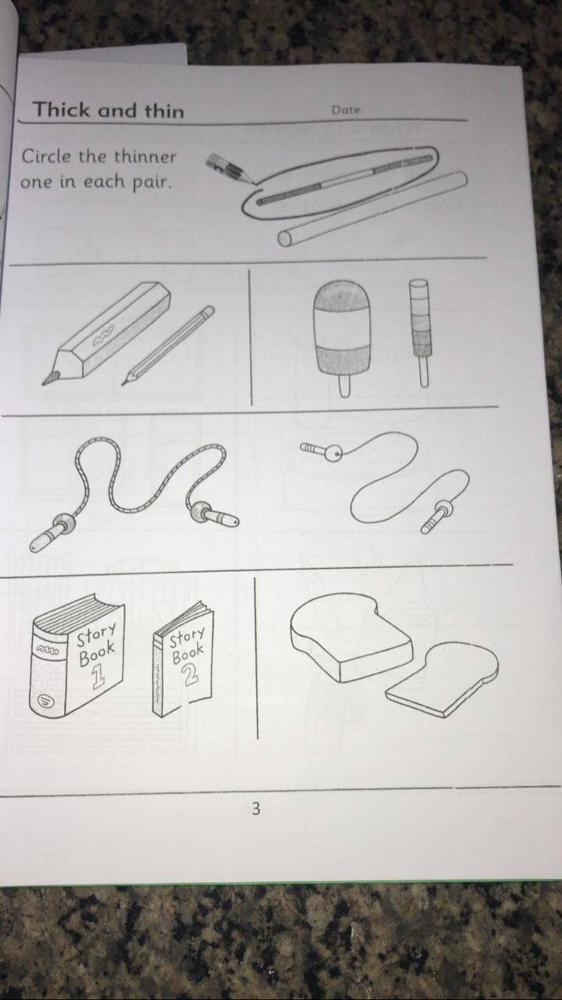 Thick and thin
Date:
Circle the thinner
one in each pair.
Story
Book
1
Story
Book
2
3